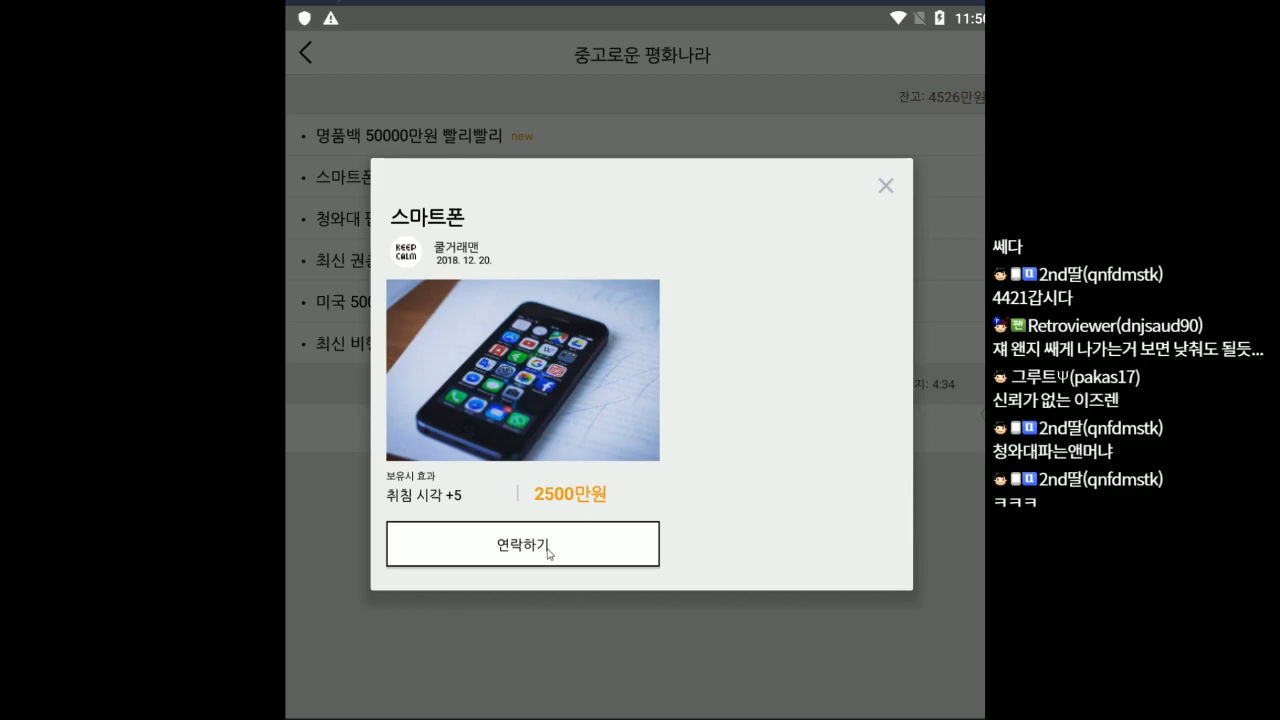 11:50
중고로운 평화나라
잔고: 4526만원
• 명품백 50000만원 빨리빨리 new
• 스마트폰
• 청와대
• 최신
• 미국
• 최신
지: 4:34
스마트폰
KEEP
CALM
쿨거래맨
2018. 12. 20.
보유시 효과
취침 시각 +5
2500만원
연락하기
쎄다
2nd딸(qnfdmstk)
4421갑시다
Retroviewer(dnjsaud90)
쟤 왠지 쌔게 나가는거 보면 낮춰도 될듯...
그루트Ψ(pakas17)
신뢰가 없는 이즈렌
2nd딸(qnfdmstk)
청와대파는앤머냐
2nd딸(qnfdmstk)
ㅋㅋㅋ